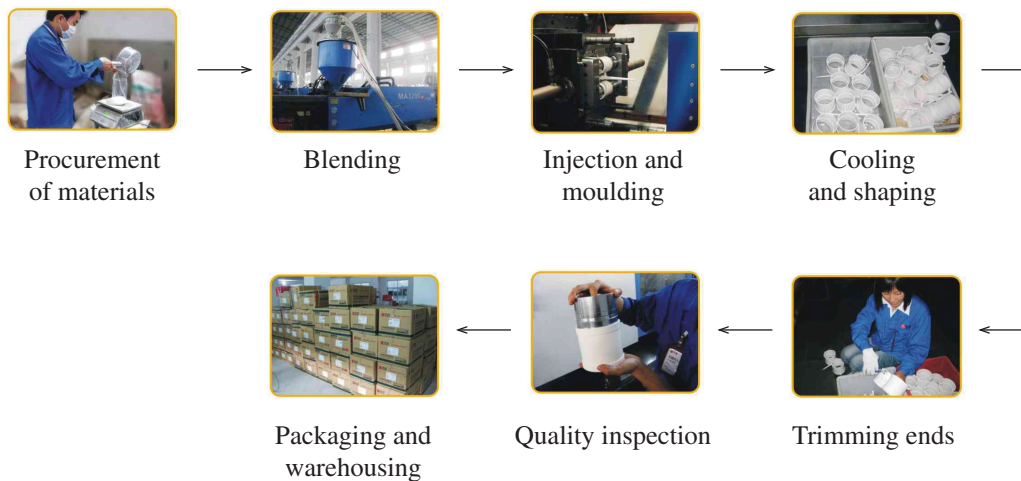 Procurement
of materials
Blending
Injection and
moulding
Cooling
and shaping
Trimming ends
Quality inspection
Packaging and
warehousing